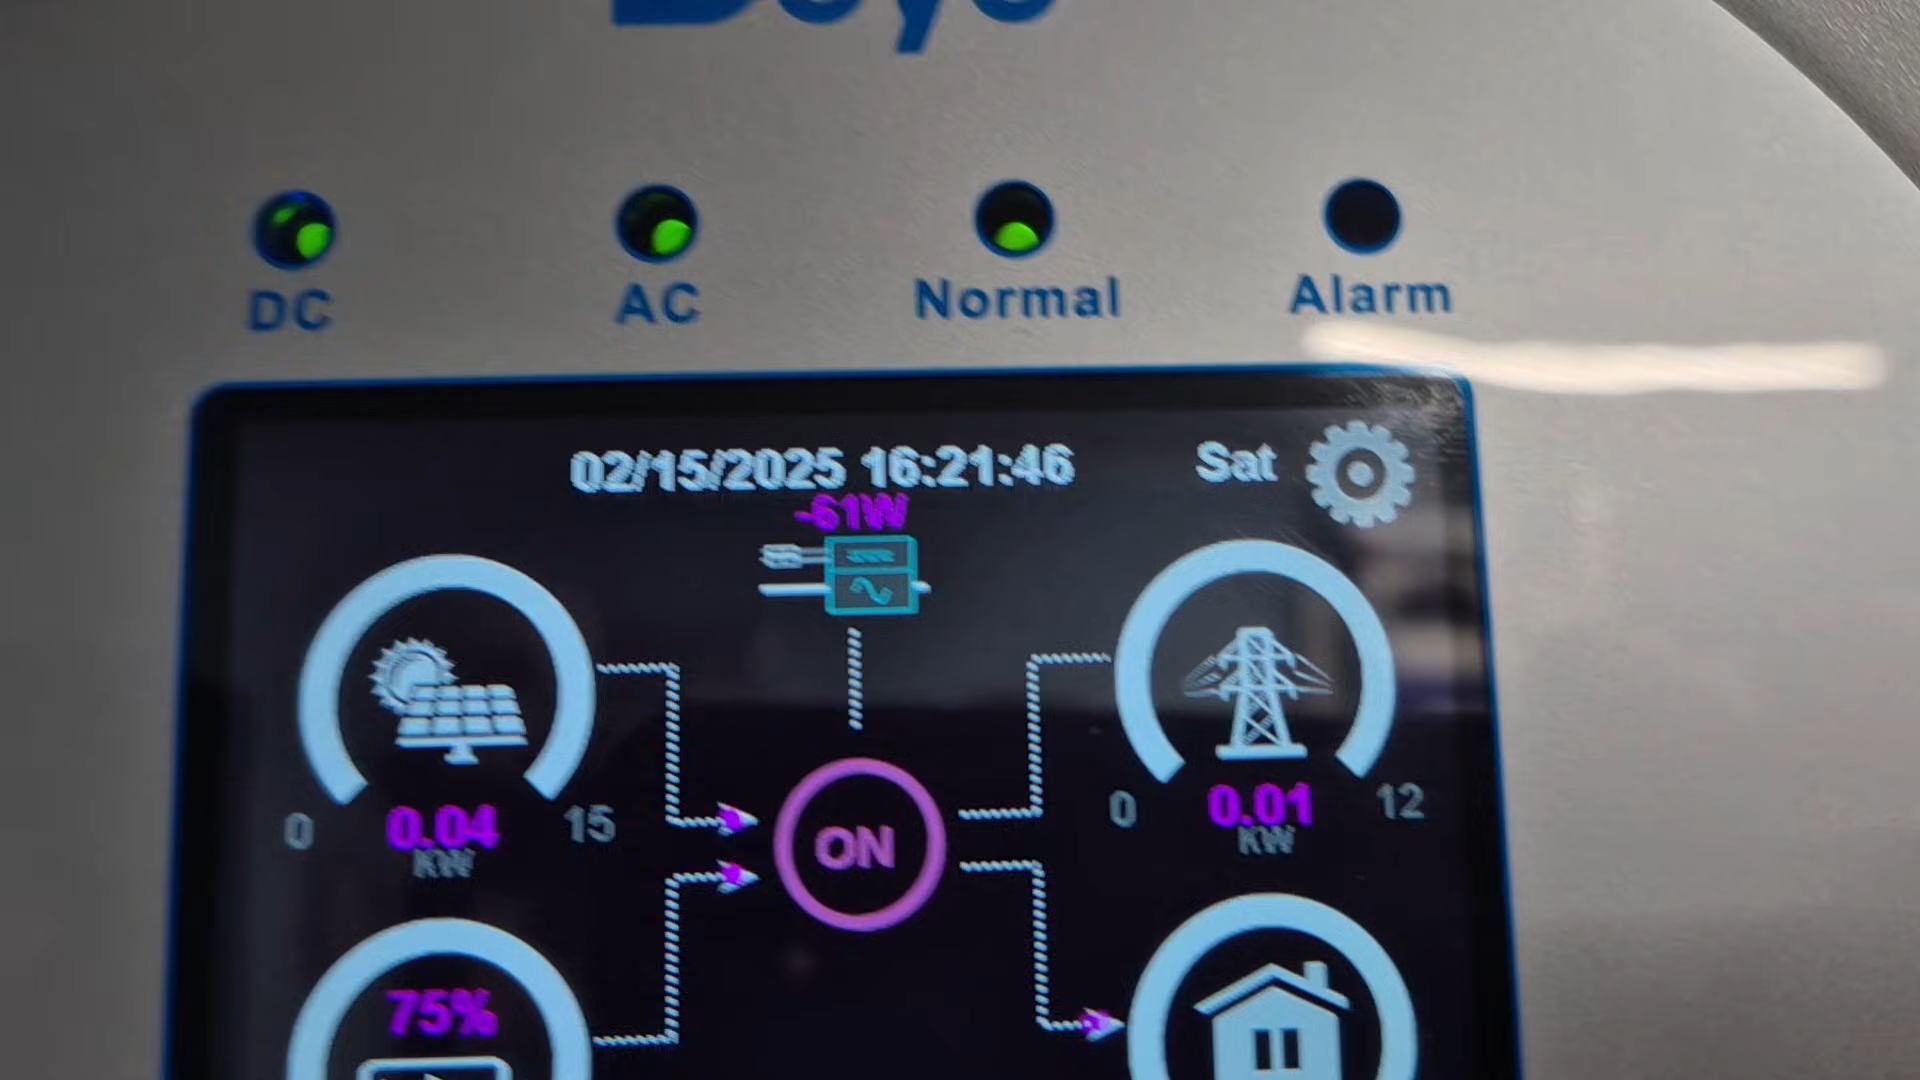 DC AC Normal Alarm
02/15/2025 16:21:46 Sat
-61W
0 0.04 15
KW
0 0.01 12
KW
ON
75%